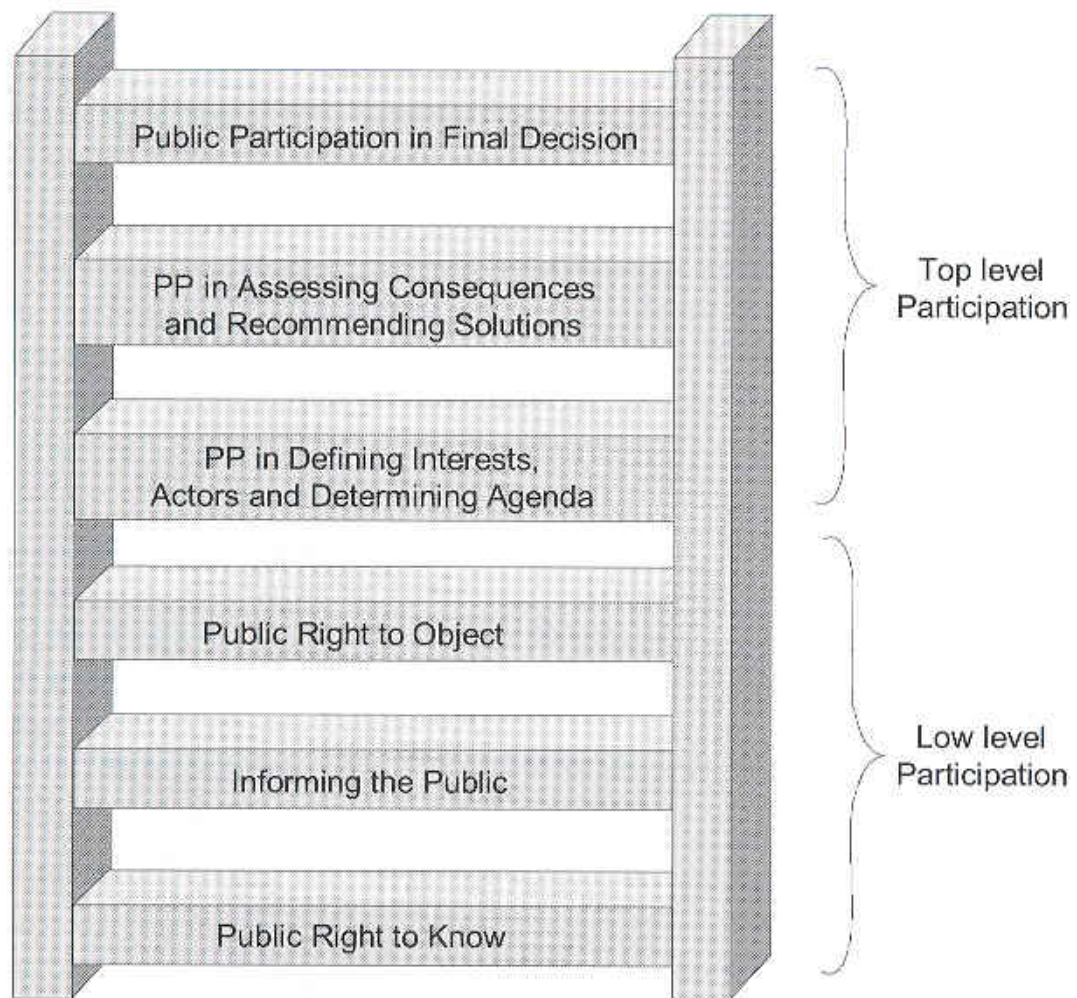 Public Participation in Final Decision
PP in Assessing Consequences
and Recommending Solutions
PP in Defining Interests,
Actors and Determining Agenda
Public Right to Object
Informing the Public
Public Right to Know
Top level
Participation
Low level
Participation